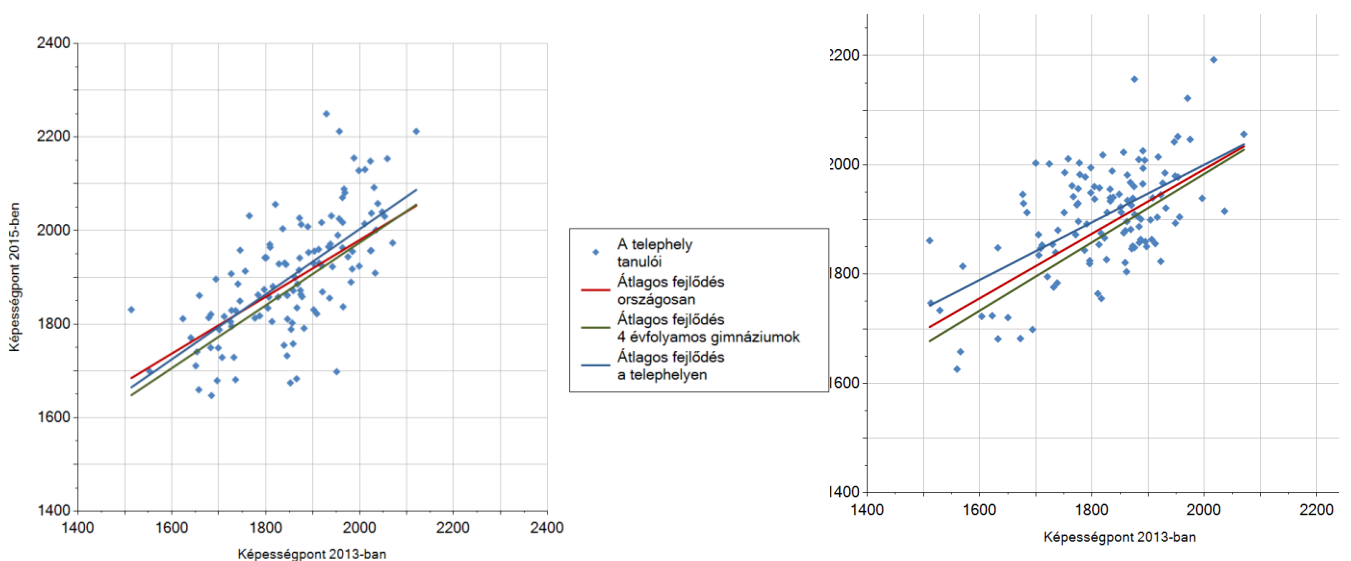 2400
2200
2000
1800
1600
1400
1400
1600
1800
2000
2200
2400
Képességpont 2015-ben
Képességpont 2013-ban
A telephely
tanulói
Átlagos fejlődés
országosan
Átlagos fejlődés
4 évfolyamos gimnáziumok
Átlagos fejlődés
a telephelyen
2200
2000
1800
1600
1400
1400
1600
1800
2000
2200
Képességpont 2013-ban